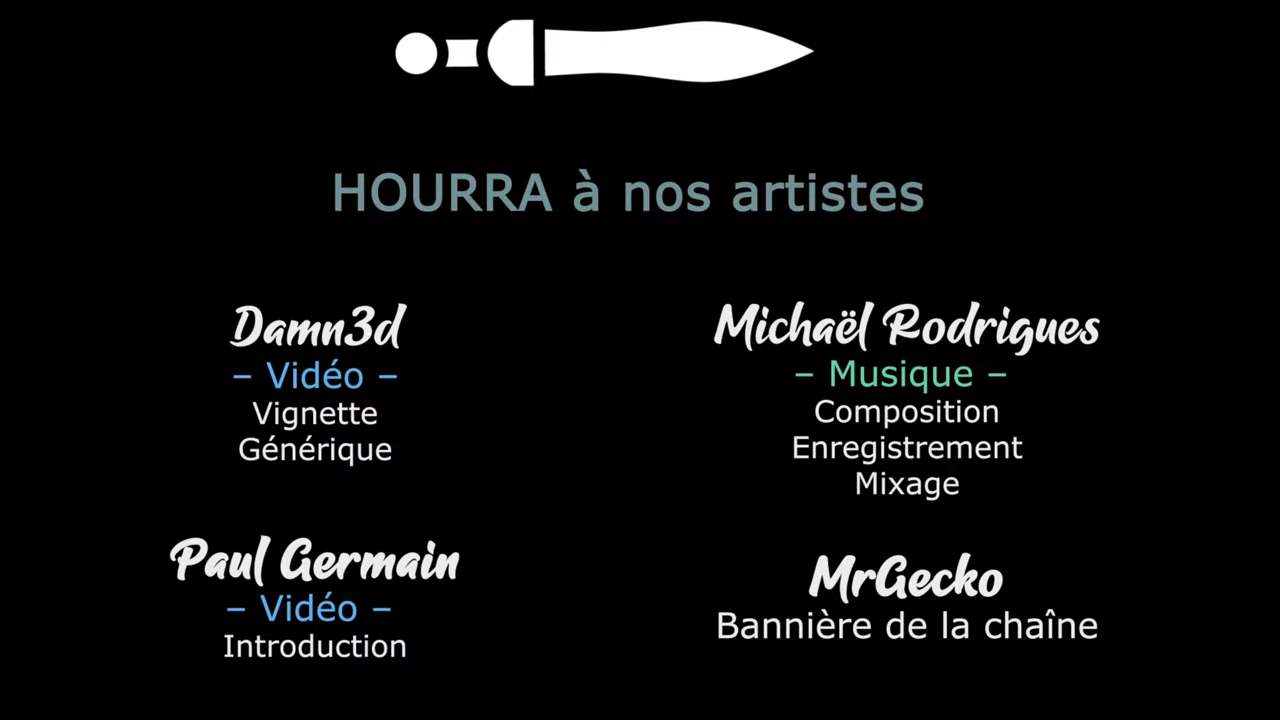 HOURRA à nos artistes
Damn3d
– Vidéo –
Vignette
Générique
Michaël Rodrigues
– Musique –
Composition
Enregistrement
Mixage
Paul Germain
– Vidéo –
Introduction
MrGecko
Bannière de la chaîne